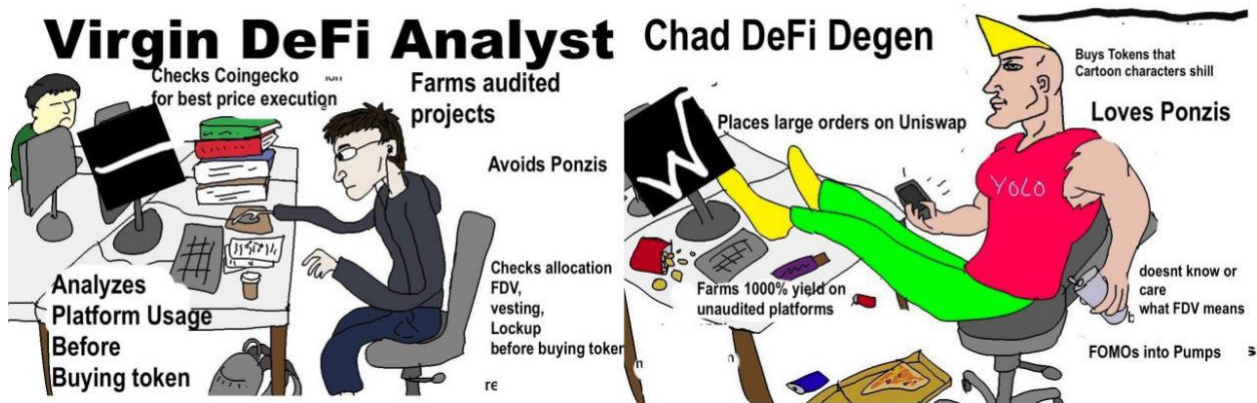 Virgin DeFi Analyst
Checks Coingecko
for best price execution
Farms audited
projects
Avoids Ponzis
Checks allocation
FDV,
vesting,
Lockup
before buying token
Analyzes
Platform Usage
Before
Buying token
re
Chad DeFi Degen
Buys Tokens that
Cartoon characters shill
Loves Ponzis
Places large orders on Uniswap
YOLO
Farms 1000% yield on
unaudited platforms
doesnt know or
care
what FDV means
FOMOs into Pumps
s